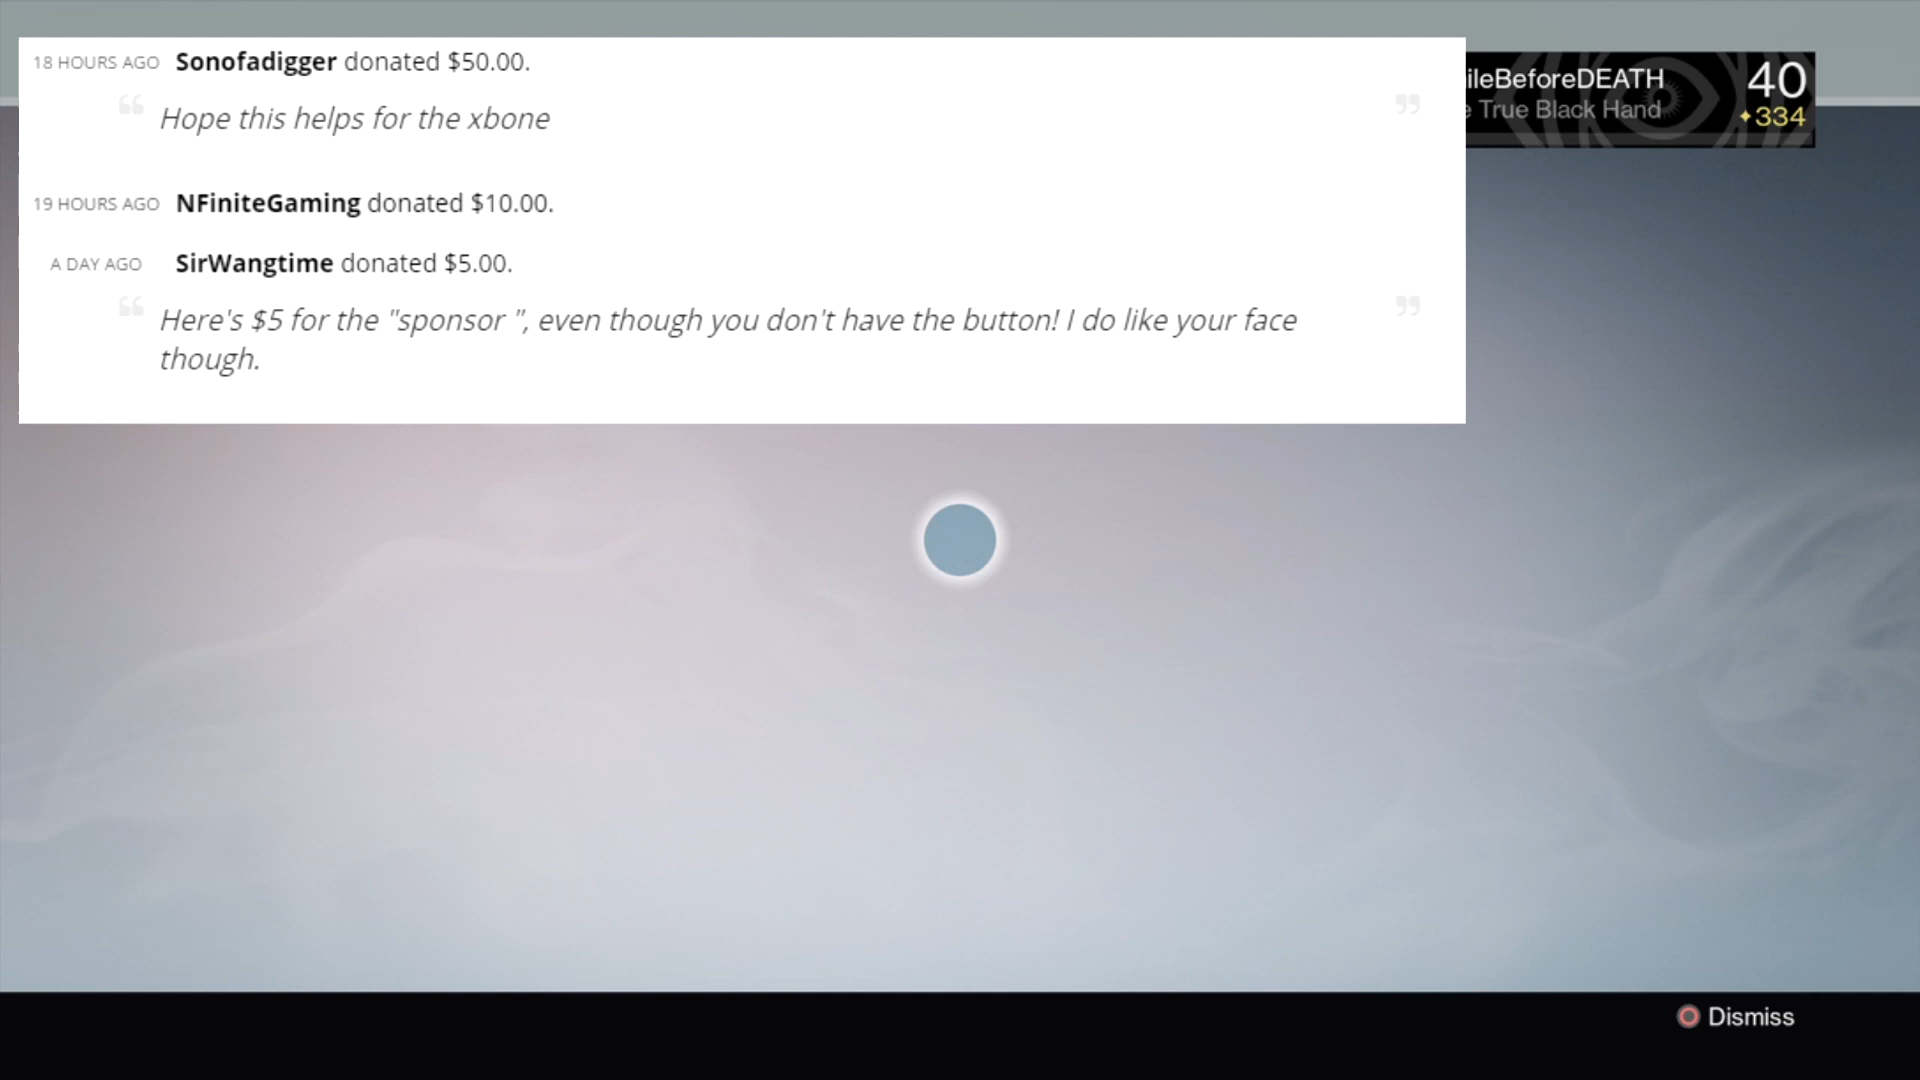 18 HOURS AGO Sonofadigger donated $50.00.
Hope this helps for the xbone
19 HOURS AGO NFiniteGaming donated $10.00.
A DAY AGO SirWangtime donated $5.00.
Here's $5 for the "sponsor ", even though you don't have the button! I do like your face
though.
ileBeforeDEATH 40
True Black Hand 334
Dismiss